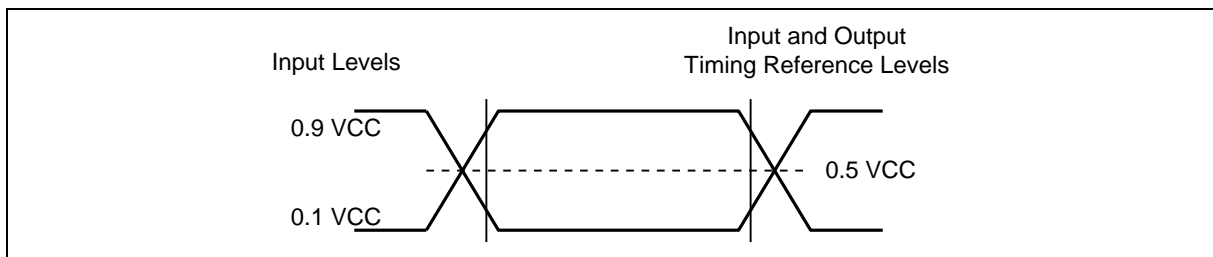 Input Levels
Input and Output
Timing Reference Levels
0.9 VCC
0.5 VCC
0.1 VCC